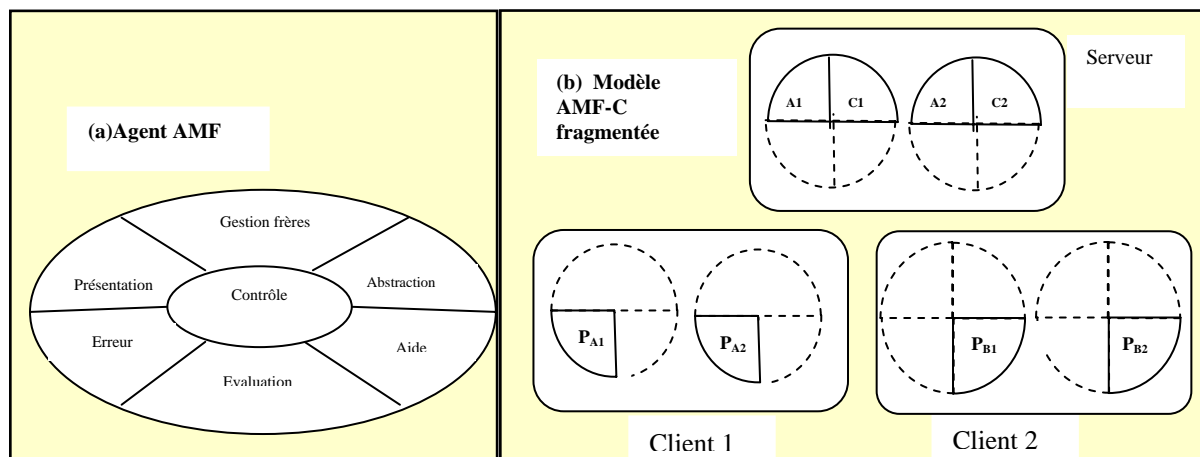 (a)Agent AMF
Gestion frères
Présentation
Contrôle
Abstraction
Erreur
Aide
Evaluation
(b) Modèle
AMF-C
fragmentée
Serveur
A1
C1
A2
C2
PA1
PA2
PB1
PB2
Client 1
Client 2